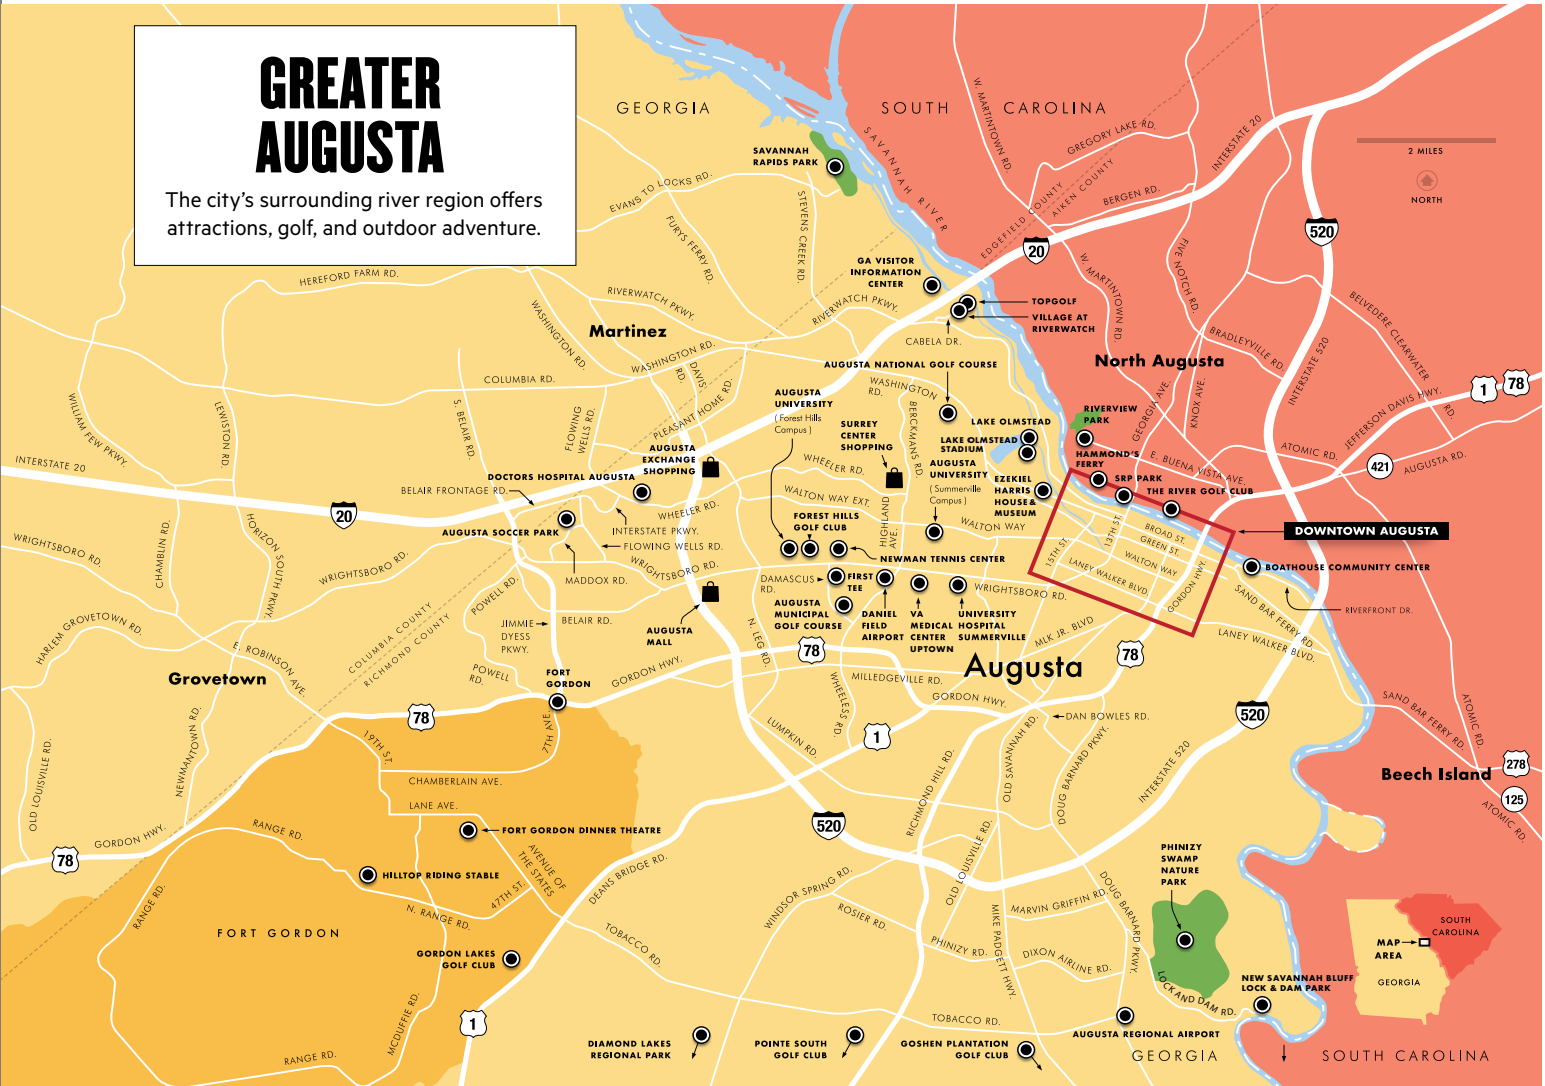 GREATER
AUGUSTA
The city's surrounding river region offers
attractions, golf, and outdoor adventure.
GEORGIA
SOUTH CAROLINA
SAVANNAH RIVER
W. MARTINTOWN RD.
GREGORY LAKE RD.
INTERSTATE 20
2 MILES
NORTH
SAVANNAH
RAPIDS PARK
EVANS TO LOCKS RD.
FURYS FERRY RD.
STEVENS CREEK RD.
EDGEFIELD COUNTY
AIKEN COUNTY
BERGEN RD.
FIVE NOTCH RD.
520
20
GA VISITOR
INFORMATION
CENTER
W. MARTINTOWN RD.
HEREFORD FARM RD.
RIVERWATCH PKWY.
RIVERWATCH PKWY.
TOPGOLF
VILLAGE AT
RIVERWATCH
CABELA DR.
BELVEDERE CLEARWATER RD.
BRADLEYVILLE RD.
INTERSTATE 520
Martinez
WASHINGTON RD.
WASHINGTON RD.
DAVIS RD.
North Augusta
AUGUSTA NATIONAL GOLF COURSE
COLUMBIA RD.
PLEASANT HOME RD.
WASHINGTON
RD.
BERCKMANS RD.
GEORGIA AVE.
KNOX AVE.
JEFFERSON DAVIS HWY.
1
78
WILLIAM FEW PKWY.
LEWISTON RD.
S. BELAIR RD.
FLOWING
WELLS RD.
AUGUSTA
UNIVERSITY
(Forest Hills
Campus)
SURREY
CENTER
SHOPPING
LAKE OLMSTEAD
LAKE OLMSTEAD
STADIUM
RIVERVIEW
PARK
E. BUENA VISTA AVE.
ATOMIC RD.
421
AUGUSTA RD.
INTERSTATE 20
AUGUSTA
EXCHANGE
SHOPPING
DOCTORS HOSPITAL AUGUSTA
WHEELER RD.
AUGUSTA
UNIVERSITY
(Summerville
Campus)
HAMMOND'S
FERRY
SRP PARK
THE RIVER GOLF CLUB
EZEKIEL
HARRIS
HOUSE &
MUSEUM
BELAIR FRONTAGE RD.
WALTON WAY EXT.
20
WHEELER RD.
HIGHLAND
AVE.
WALTON WAY
FOREST HILLS
GOLF CLUB
AUGUSTA SOCCER PARK
INTERSTATE PKWY.
FLOWING WELLS RD.
15TH ST.
13TH ST.
BROAD ST.
GREEN ST.
WALTON WAY
LANEY WALKER BLVD.
GORDON HWY.
DOWNTOWN AUGUSTA
WRIGHTSBORO RD.
CHAMBLIN RD.
HORIZON SOUTH PKWY.
WRIGHTSBORO RD.
MADDOX RD.
WRIGHTSBORO RD.
NEWMAN TENNIS CENTER
BOATHOUSE COMMUNITY CENTER
DAMASCUS
RD.
FIRST
TEE
WRIGHTSBORO RD.
POWELL RD.
AUGUSTA
MUNICIPAL
GOLF COURSE
DANIEL
FIELD
AIRPORT
VA
MEDICAL
CENTER
UPTOWN
UNIVERSITY
HOSPITAL
SUMMERVILLE
SAND BAR FERRY RD.
RIVERFRONT DR.
HARLEM GROVETOWN RD.
COLUMBIA COUNTY
RICHMOND COUNTY
JIMMIE
DYESS
PKWY.
BELAIR RD.
AUGUSTA
MALL
N. LEG RD.
MLK JR. BLVD
LANEY WALKER BLVD.
E. ROBINSON AVE.
78
78
Augusta
Grovetown
POWELL
RD.
FORT
GORDON
GORDON HWY.
MILLEDGEVILLE RD.
WHEELESS RD.
GORDON HWY.
SAND BAR FERRY RD.
ATOMIC RD.
NEWMANTOWN RD.
78
7TH AVE.
LUMPKIN RD.
1
DAN BOWLES RD.
520
19TH ST.
OLD LOUISVILLE RD.
CHAMBERLAIN AVE.
RICHMOND HILL RD.
OLD SAVANNAH RD.
DOUG BARNARD PKWY.
INTERSTATE 520
278
Beech Island
125
ATOMIC RD.
LANE AVE.
GORDON HWY.
RANGE RD.
FORT GORDON DINNER THEATRE
520
78
HILLTOP RIDING STABLE
AVENUE OF
THE STATES
DEANS BRIDGE RD.
OLD LOUISVILLE RD.
PHINIZY
SWAMP
NATURE
PARK
RANGE RD.
47TH ST.
N. RANGE RD.
WINDSOR SPRING RD.
ROSIER RD.
MARVIN GRIFFIN RD.
DOUG BARNARD PKWY.
MIKE PADGETT HWY.
FORT GORDON
GORDON LAKES
GOLF CLUB
TOBACCO RD.
PHINIZY RD.
DIXON AIRLINE RD.
LOCK AND DAM RD.
NEW SAVANNAH BLUFF
LOCK & DAM PARK
SOUTH
CAROLINA
MAP
AREA
GEORGIA
MCDUFFIE RD.
1
RANGE RD.
DIAMOND LAKES
REGIONAL PARK
POINTE SOUTH
GOLF CLUB
TOBACCO RD.
GOSHEN PLANTATION
GOLF CLUB
AUGUSTA REGIONAL AIRPORT
GEORGIA
SOUTH CAROLINA